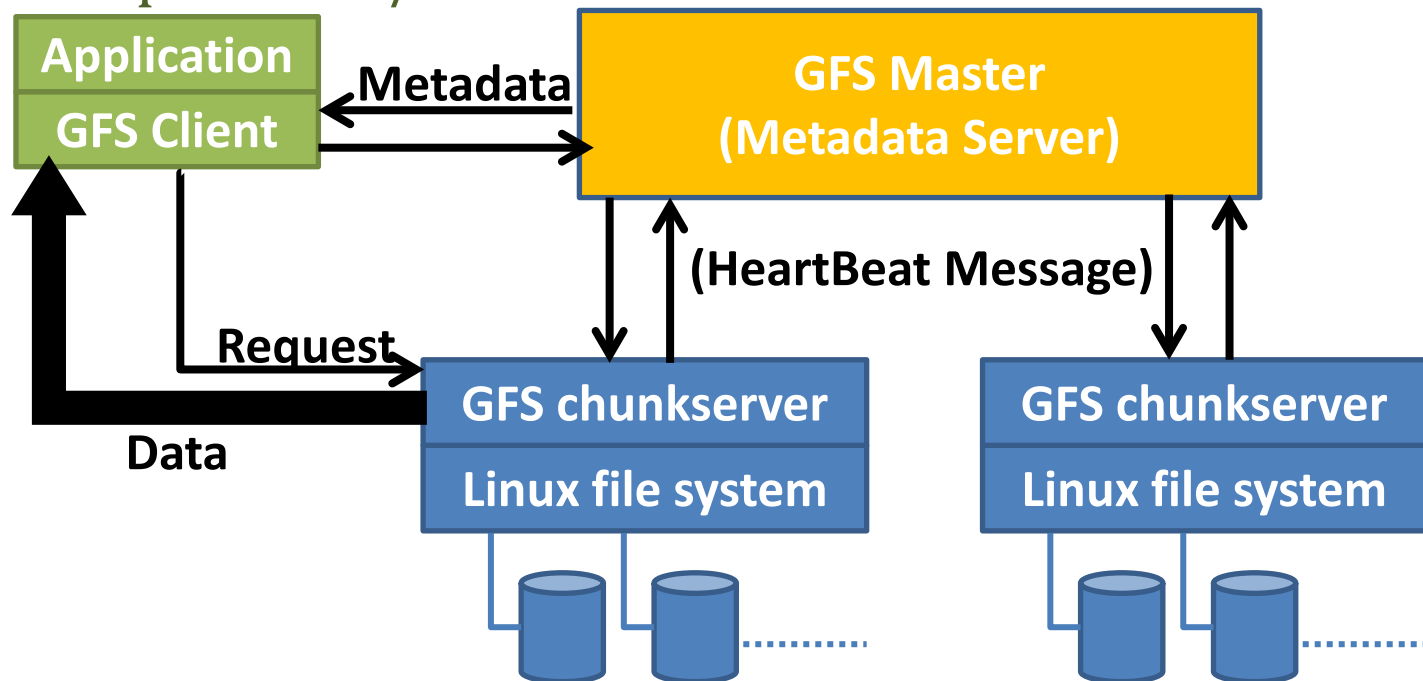 Application
GFS Client
Metadata
GFS Master
(Metadata Server)
(HeartBeat Message)
Request
Data
GFS chunkserver
Linux file system
GFS chunkserver
Linux file system